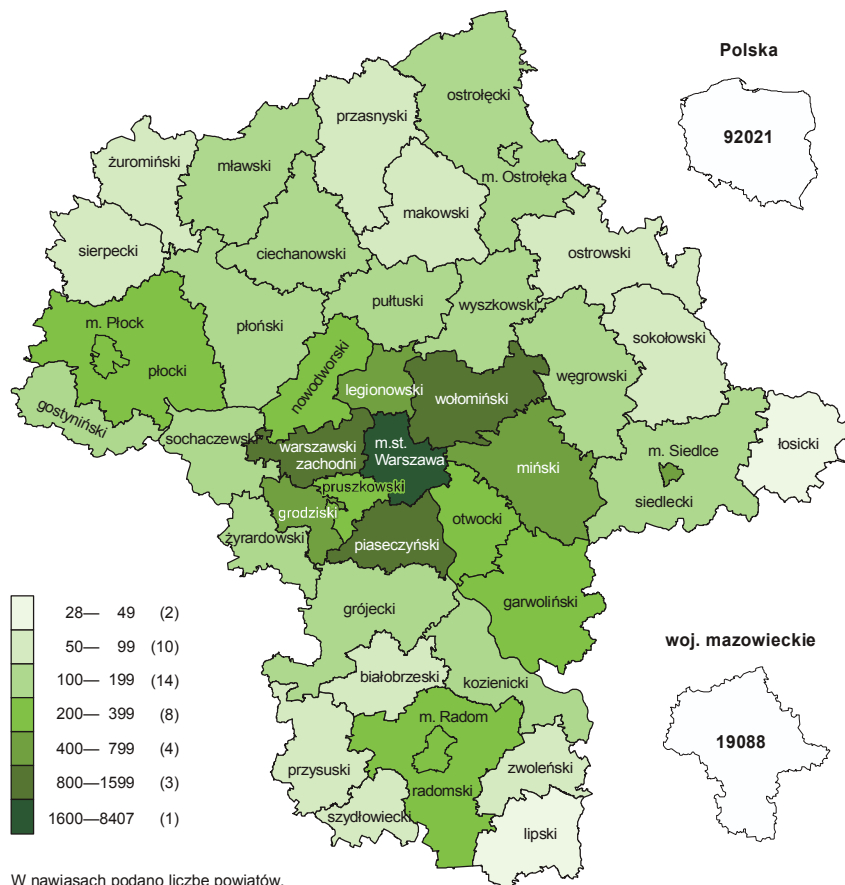 Polska
92021
ostrołęcki
przasnyski
żuromiński
mławski
m. Ostrołęka
makowski
sierpecki
ciechanowski
ostrowski
pułtuski
wyszkowski
m. Płock
płoński
sokołowski
płocki
nowodworski
węgrowski
legionowski
wołomiński
gostyniński
sochaczewski
warszawski
zachodni
m.st.
Warszawa
m. Siedlce
łosicki
miński
pruszkowski
siedlecki
grodziski
otwocki
żyrardowski
piaseczyński
garwoliński
grójecki
woj. mazowieckie
19088
białobrzeski
kozienicki
m. Radom
przysuski
zwoleński
radomski
szydłowiecki
lipski
28— 49 (2)
50— 99 (10)
100— 199 (14)
200— 399 (8)
400— 799 (4)
800—1599 (3)
1600—8407 (1)
W nawiasach podano liczbę powiatów.